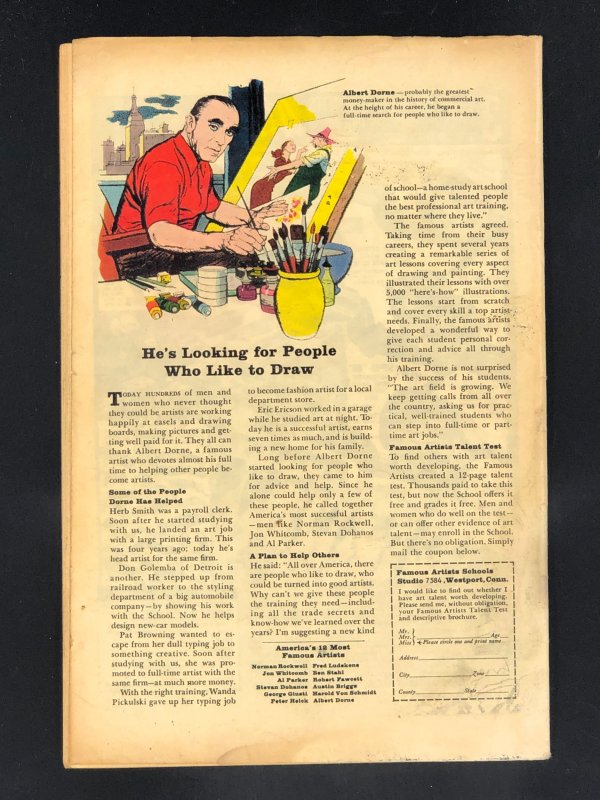 Albert Dorne — probably the greatest
money-maker in the history of commercial art.
At the height of his career, he began a
full-time search for people who like to draw.
He's Looking for People
Who Like to Draw
TODAY HUNDREDS of men and
women who never thought
they could be artists are working
happily at easels and drawing
boards, making pictures and get-
ting well paid for it. They all can
thank Albert Dorne, a famous
artist who devotes almost his full
time to helping other people be-
come artists.
Some of the People
Dorne Has Helped
Herb Smith was a payroll clerk.
Soon after he started studying
with us, he landed an art job
with a large printing firm. This
was four years ago; today he's
head artist for the same firm.
Don Golemba of Detroit is
another. He stepped up from
railroad worker to the styling
department of a big automobile
company—by showing his work
with the School. Now he helps
design new-car models.
Pat Browning wanted to es-
cape from her dull typing job to
something creative. Soon after
studying with us, she was pro-
moted to full-time artist with the
same firm—at much more money.
With the right training, Wanda
Pickulski gave up her typing job
to become fashion artist for a local
department store.
Eric Ericson worked in a garage
while he studied art at night. To-
day he is a successful artist, earns
seven times as much, and is build-
ing a new home for his family.
Long before Albert Dorne
started looking for people who
like to draw, they came to him
for advice and help. Since he
alone could help only a few of
these people, he called together
America's most successful artists
—men like Norman Rockwell,
Jon Whitcomb, Stevan Dohanos
and Al Parker.
A Plan to Help Others
He said: "All over America, there
are people who like to draw, who
could be turned into good artists.
Why can't we give these people
the training they need—includ-
ing all the trade secrets and
know-how we've learned over the
years? I'm suggesting a new kind
America's 12 Most
Famous Artists
Norman Rockwell Fred Ludekens
Jon Whitcomb Ben Stahl
Al Parker Robert Fawcett
Stevan Dohanos Austin Briggs
George Giusti Harold Von Schmidt
Peter Helck Albert Dorne
of school—a home-study art school
that would give talented people
the best professional art training,
no matter where they live."
The famous artists agreed.
Taking time from their busy
careers, they spent several years
creating a remarkable series of
art lessons covering every aspect
of drawing and painting. They
illustrated their lessons with over
5,000 "here's-how" illustrations.
The lessons start from scratch
and cover every skill a top artist
needs. Finally, the famous artists
developed a wonderful way to
give each student personal cor-
rection and advice all through
his training.
Albert Dorne is not surprised
by the success of his students.
"The art field is growing. We
keep getting calls from all over
the country, asking us for prac-
tical, well-trained students who
can step into full-time or part-
time art jobs."
Famous Artists Talent Test
To find others with art talent
worth developing, the Famous
Artists created a 12-page talent
test. Thousands paid to take this
test, but now the School offers it
free and grades it free. Men and
women who do well on the test—
or can offer other evidence of art
talent—may enroll in the School.
But there's no obligation. Simply
mail the coupon below.
Famous Artists Schools
Studio 7584, Westport, Conn.
I would like to find out whether I
have art talent worth developing.
Please send me, without obligation,
your Famous Artists Talent Test
and descriptive brochure.
Mr.
Mrs. Age
Miss Please circle one and print name
Address
City Zone
County State